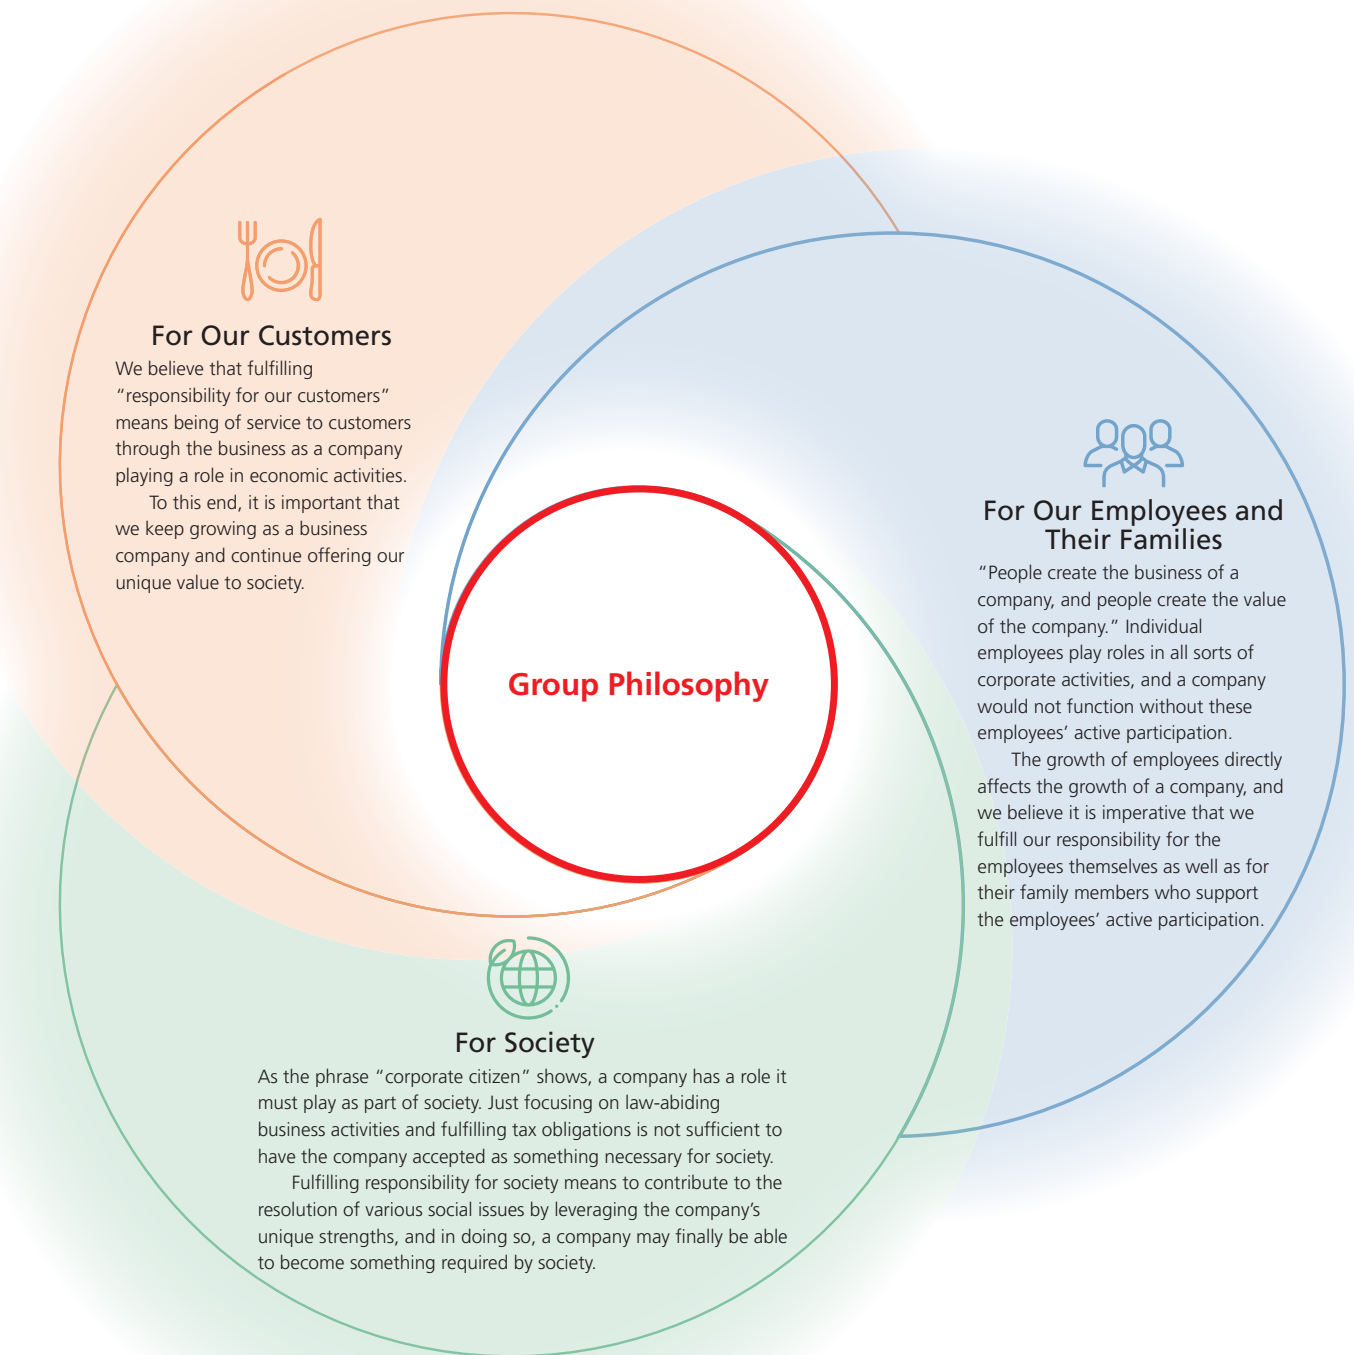 For Our Customers
We believe that fulfilling
“responsibility for our customers”
means being of service to customers
through the business as a company
playing a role in economic activities.
To this end, it is important that
we keep growing as a business
company and continue offering our
unique value to society.
For Our Employees and
Their Families
“People create the business of a
company, and people create the value
of the company.” Individual
employees play roles in all sorts of
corporate activities, and a company
would not function without these
employees’ active participation.
The growth of employees directly
affects the growth of a company, and
we believe it is imperative that we
fulfill our responsibility for the
employees themselves as well as for
their family members who support
the employees’ active participation.
Group Philosophy
For Society
As the phrase “corporate citizen” shows, a company has a role it
must play as part of society. Just focusing on law-abiding
business activities and fulfilling tax obligations is not sufficient to
have the company accepted as something necessary for society.
Fulfilling responsibility for society means to contribute to the
resolution of various social issues by leveraging the company’s
unique strengths, and in doing so, a company may finally be able
to become something required by society.